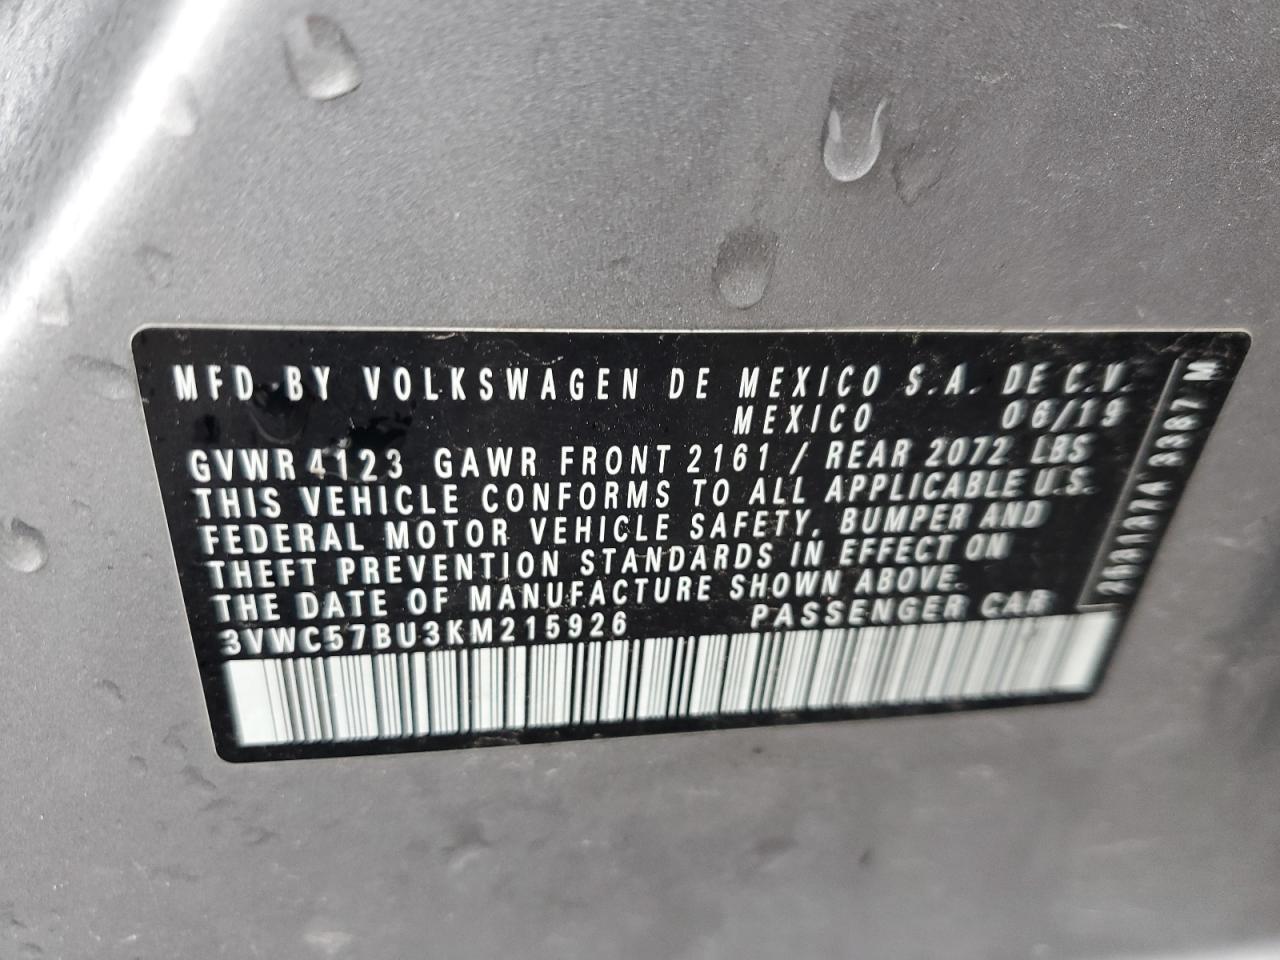 MFD BY VOLKSWAGEN DE MEXICO S.A. DE C.V.
MEXICO 06/19
GVWR 4123 GAWR FRONT 2161 / REAR 2072 LBS
THIS VEHICLE CONFORMS TO ALL APPLICABLE U.S.
FEDERAL MOTOR VEHICLE SAFETY, BUMPER AND
THEFT PREVENTION STANDARDS IN EFFECT ON
THE DATE OF MANUFACTURE SHOWN ABOVE.
3VWC57BU3KM215926 PASSENGER CAR